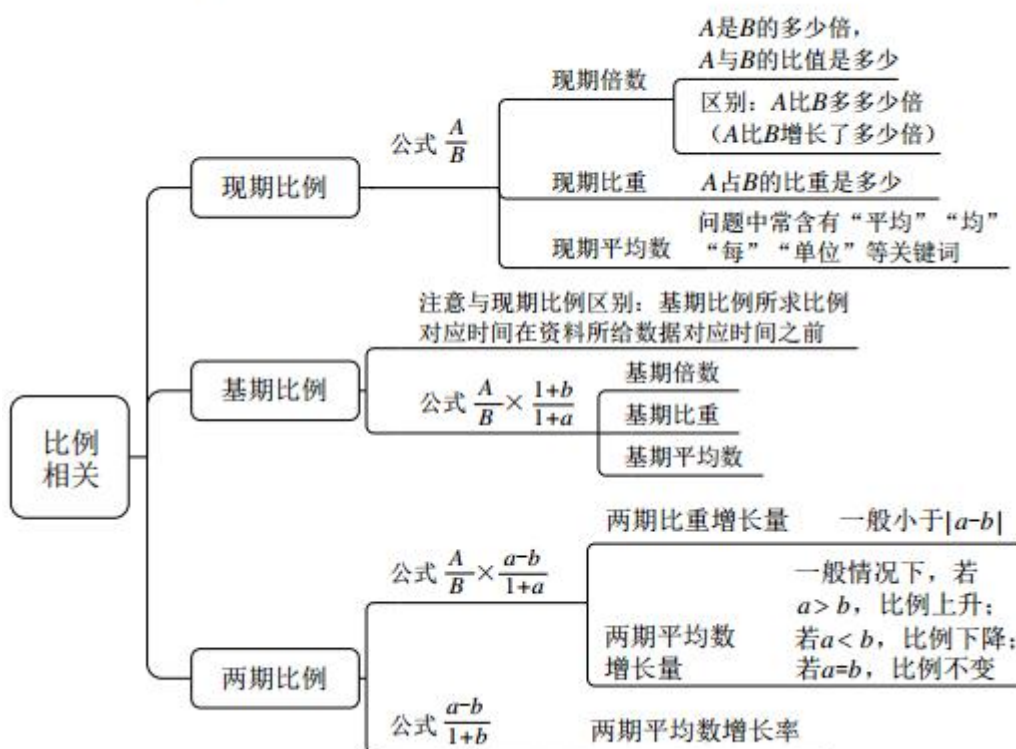 比例
相关
现期比例
公式 A/B
现期倍数
A是B的多少倍，
A与B的比值是多少
区别：A比B多多少倍
（A比B增长了多少倍）
现期比重
A占B的比重是多少
现期平均数
问题中常含有“平均”“均”
“每”“单位”等关键词
基期比例
注意与现期比例区别：基期比例所求比例
对应时间在资料所给数据对应时间之前
公式 A/B × 1+b/1+a
基期倍数
基期比重
基期平均数
两期比例
公式 A/B × a-b/1+a
两期比重增长量
一般小于|a-b|
两期平均数
增长量
一般情况下，若
a> b，比例上升；
若a< b，比例下降；
若a=b，比例不变
公式 a-b/1+b
两期平均数增长率